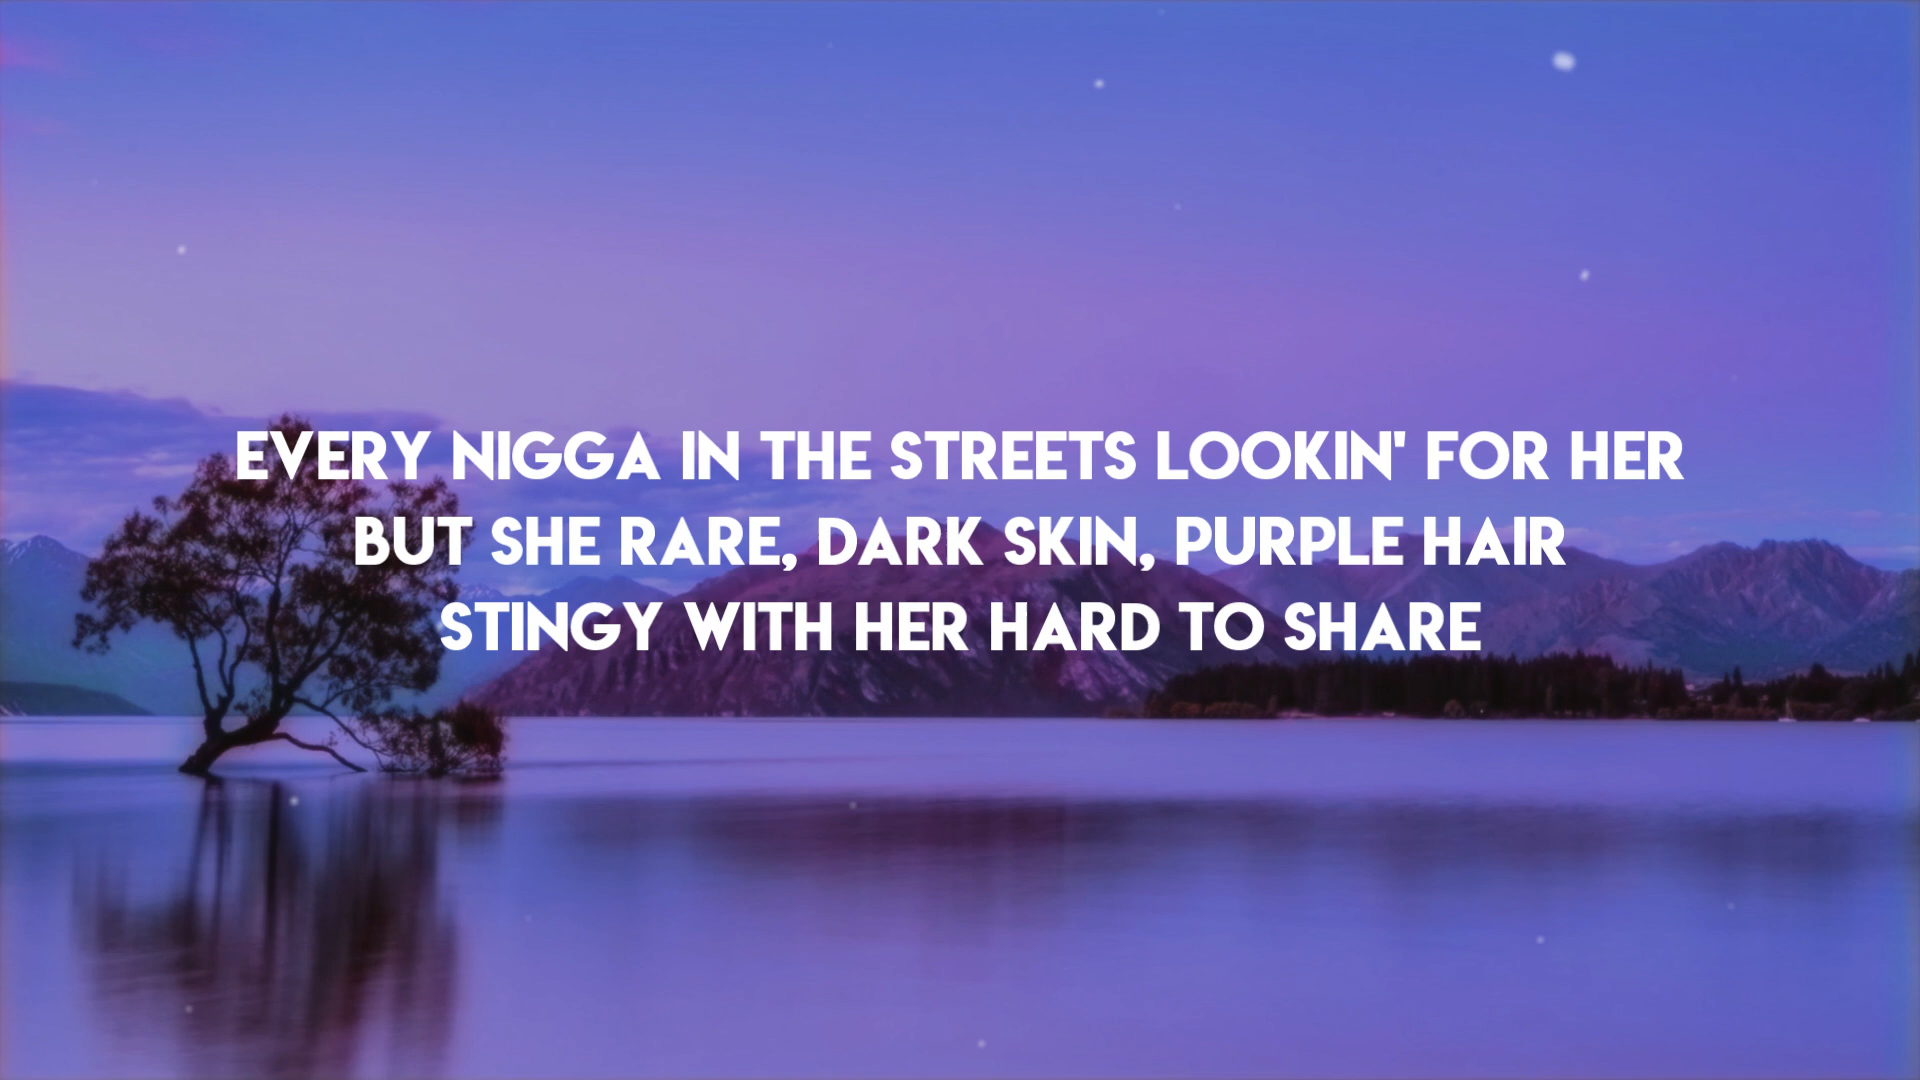 EVERY NIGGA IN THE STREETS LOOKIN' FOR HER
BUT SHE RARE, DARK SKIN, PURPLE HAIR
STINGY WITH HER HARD TO SHARE